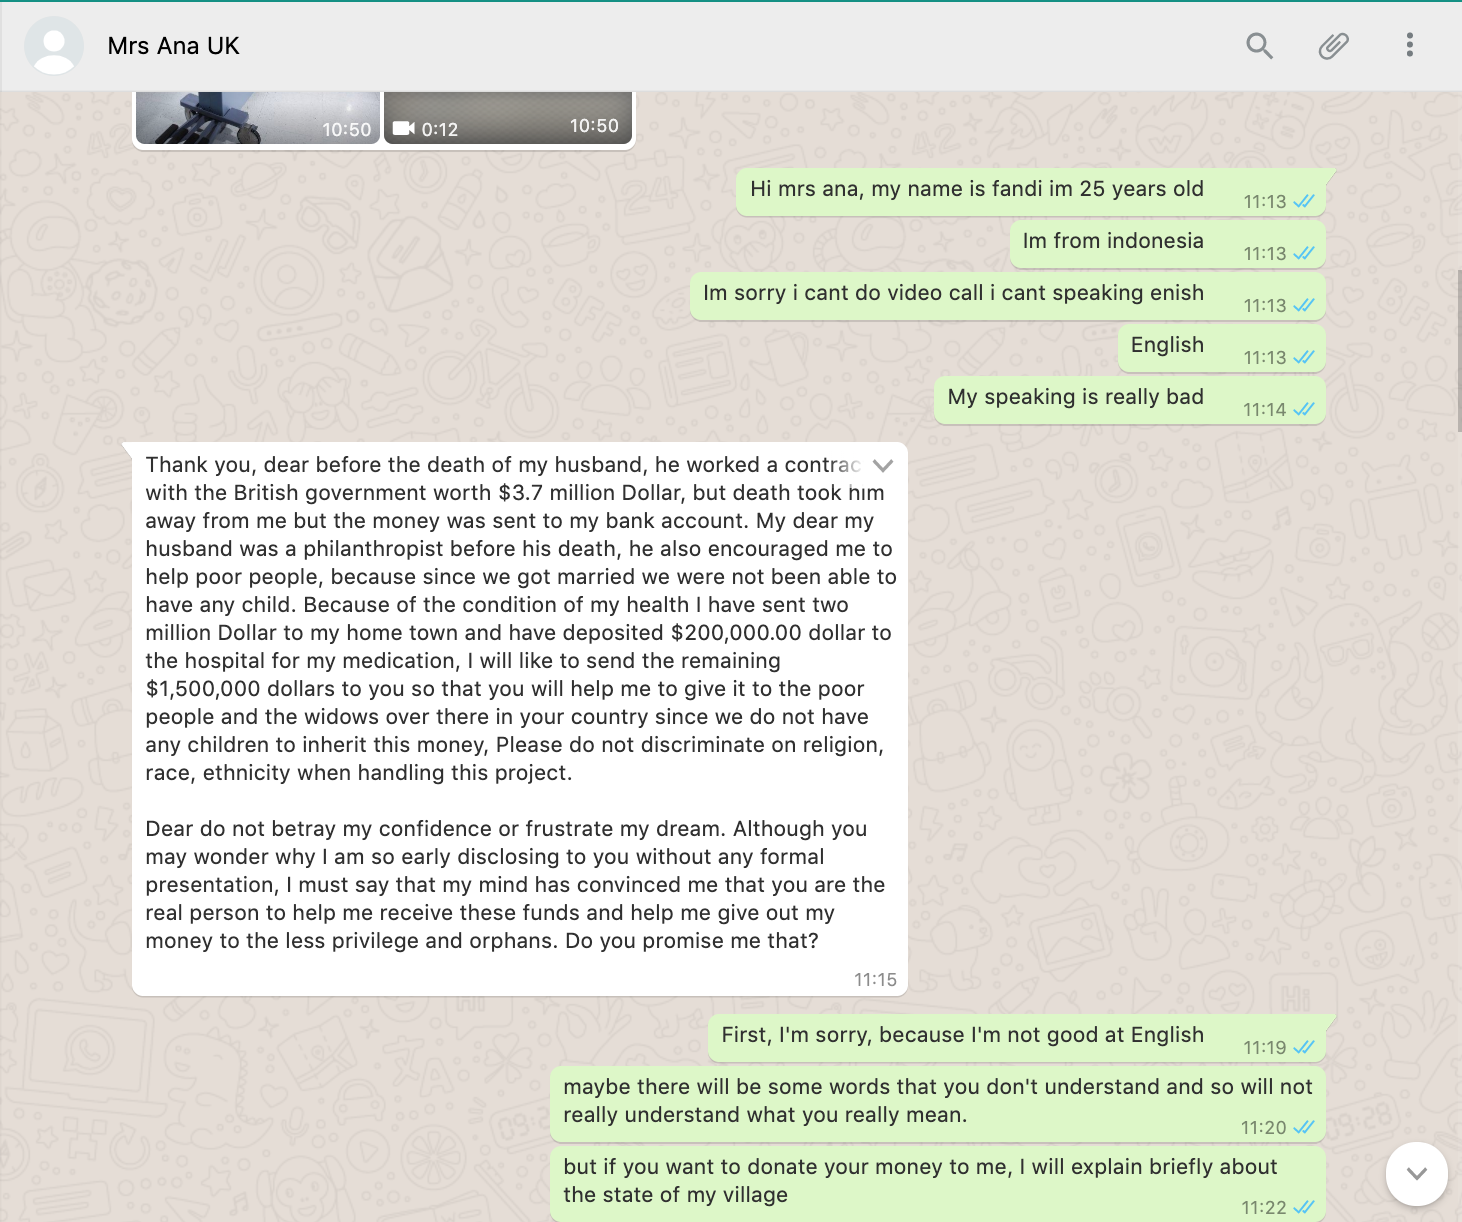 Mrs Ana UK
10:50
0:12
10:50
Hi mrs ana, my name is fandi im 25 years old
11:13
Im from indonesia
11:13
Im sorry i cant do video call i cant speaking enish
11:13
English
11:13
My speaking is really bad
11:14
Thank you, dear before the death of my husband, he worked a contrac
with the British government worth $3.7 million Dollar, but death took him
away from me but the money was sent to my bank account. My dear my
husband was a philanthropist before his death, he also encouraged me to
help poor people, because since we got married we were not been able to
have any child. Because of the condition of my health I have sent two
million Dollar to my home town and have deposited $200,000.00 dollar to
the hospital for my medication, I will like to send the remaining
$1,500,000 dollars to you so that you will help me to give it to the poor
people and the widows over there in your country since we do not have
any children to inherit this money, Please do not discriminate on religion,
race, ethnicity when handling this project.
Dear do not betray my confidence or frustrate my dream. Although you
may wonder why I am so early disclosing to you without any formal
presentation, I must say that my mind has convinced me that you are the
real person to help me receive these funds and help me give out my
money to the less privilege and orphans. Do you promise me that?
11:15
First, I'm sorry, because I'm not good at English
11:19
maybe there will be some words that you don't understand and so will not
really understand what you really mean.
11:20
but if you want to donate your money to me, I will explain briefly about
the state of my village
11:22